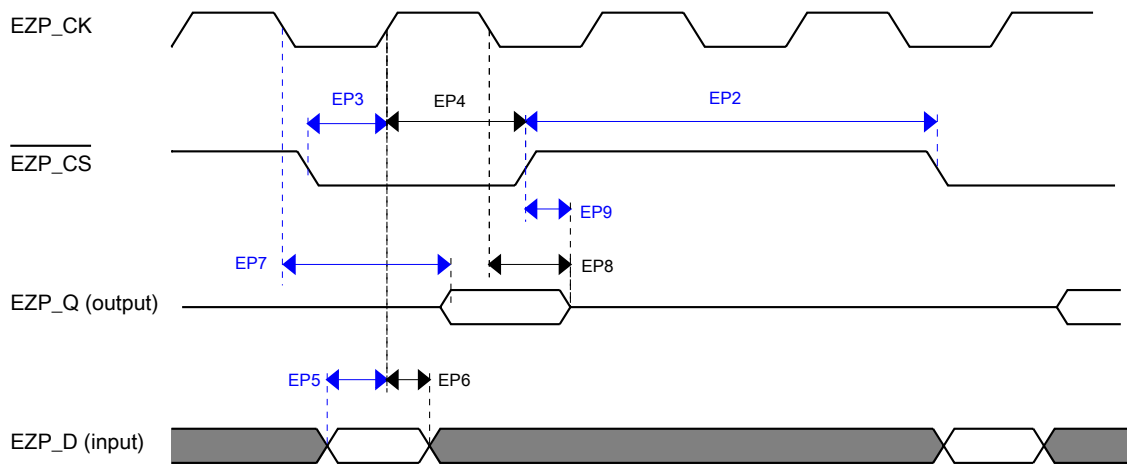 EZP_CK
EP3
EP4
EP2
EZP_CS
EP9
EP7
EP8
EZP_Q (output)
EP5
EP6
EZP_D (input)